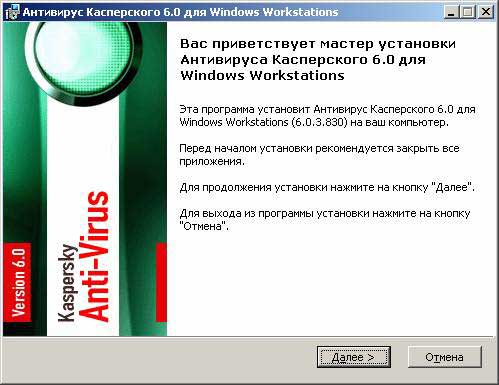 Антивирус Касперского 6.0 для Windows Workstations
Вас приветствует мастер установки
Антивируса Касперского 6.0 для
Windows Workstations
Эта программа установит Антивирус Касперского 6.0 для
Windows Workstations (6.0.3.830) на ваш компьютер.
Перед началом установки рекомендуется закрыть все
приложения.
Для продолжения установки нажмите на кнопку "Далее".
Для выхода из программы установки нажмите на кнопку
"Отмена".
Version 6.0
Kaspersky
Anti-Virus
Далее >
Отмена